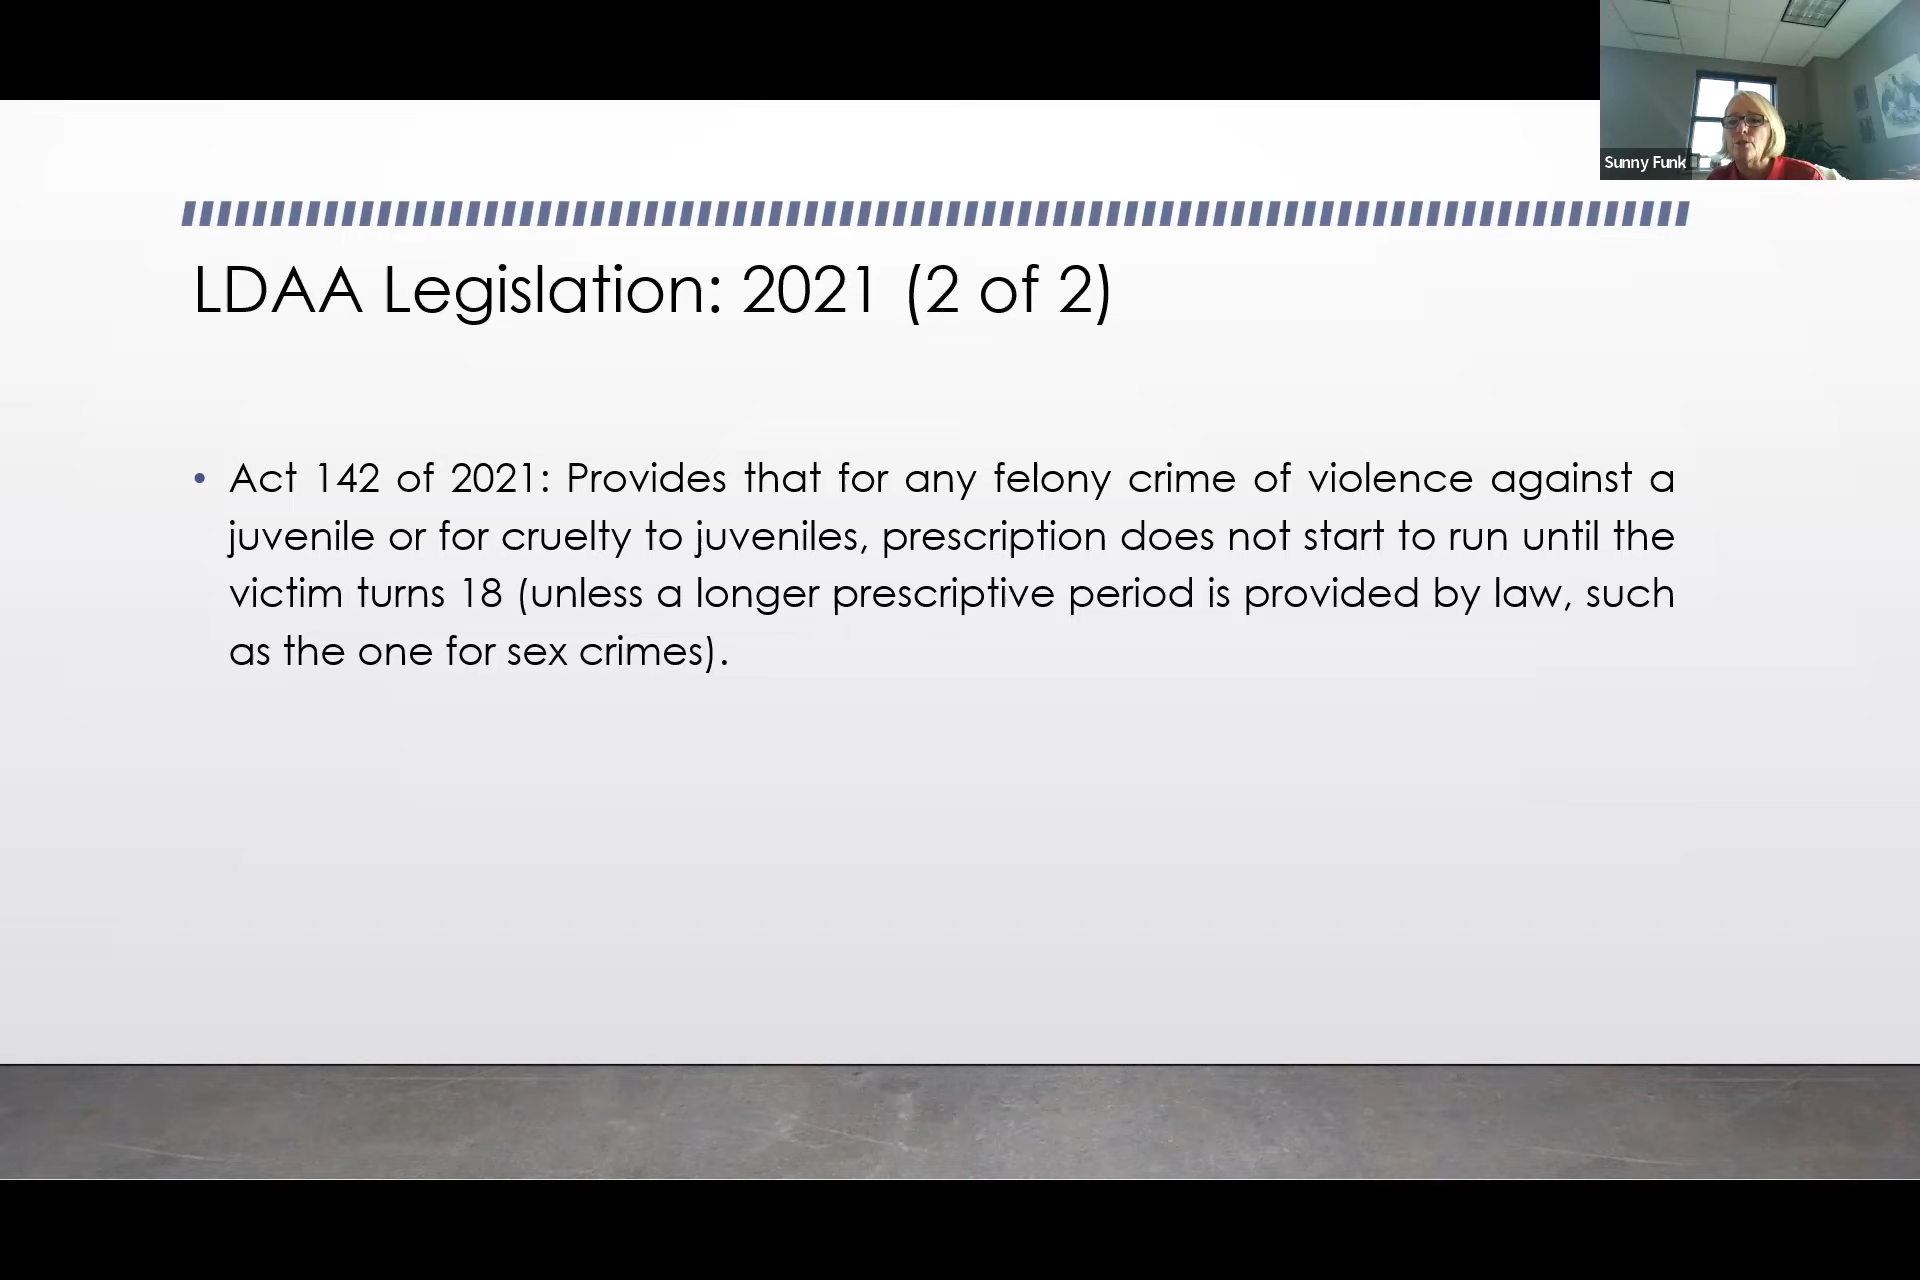 Sunny Funk
LDAA Legislation: 2021 (2 of 2)
• Act 142 of 2021: Provides that for any felony crime of violence against a
juvenile or for cruelty to juveniles, prescription does not start to run until the
victim turns 18 (unless a longer prescriptive period is provided by law, such
as the one for sex crimes).